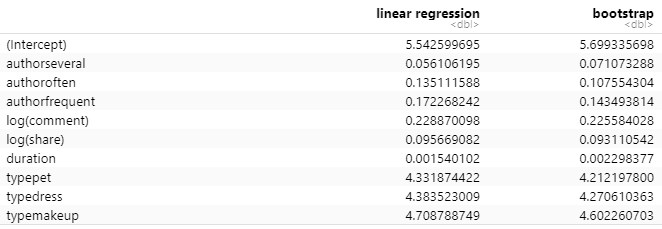 linear regression bootstrap
<dbl> <dbl>
(Intercept) 5.542599695 5.699335698
authorseveral 0.056106195 0.071073288
authoroften 0.135111588 0.107554304
authorfrequent 0.172268242 0.143493814
log(comment) 0.228870098 0.225584028
log(share) 0.095669082 0.093110542
duration 0.001540102 0.002298377
typepet 4.331874422 4.212197800
typedress 4.383523009 4.270610363
typemakeup 4.708788749 4.602260703